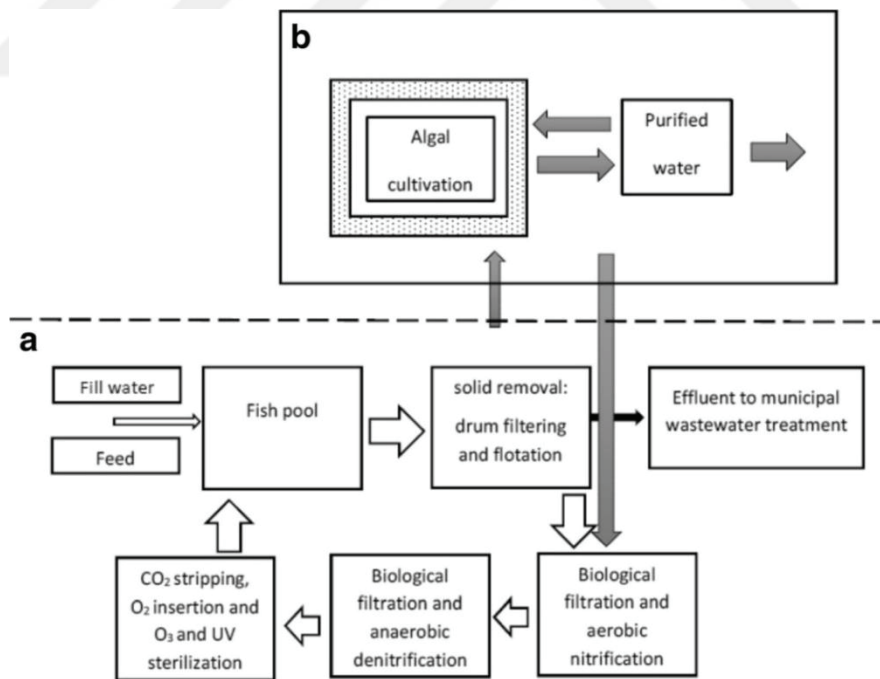 b
Algal
cultivation
Purified
water
a
Fill water
Feed
Fish pool
solid removal:
drum filtering
and flotation
Effluent to municipal
wastewater treatment
CO₂ stripping,
O₂ insertion and
O₃ and UV
sterilization
Biological
filtration and
anaerobic
denitrification
Biological
filtration and
aerobic
nitrification